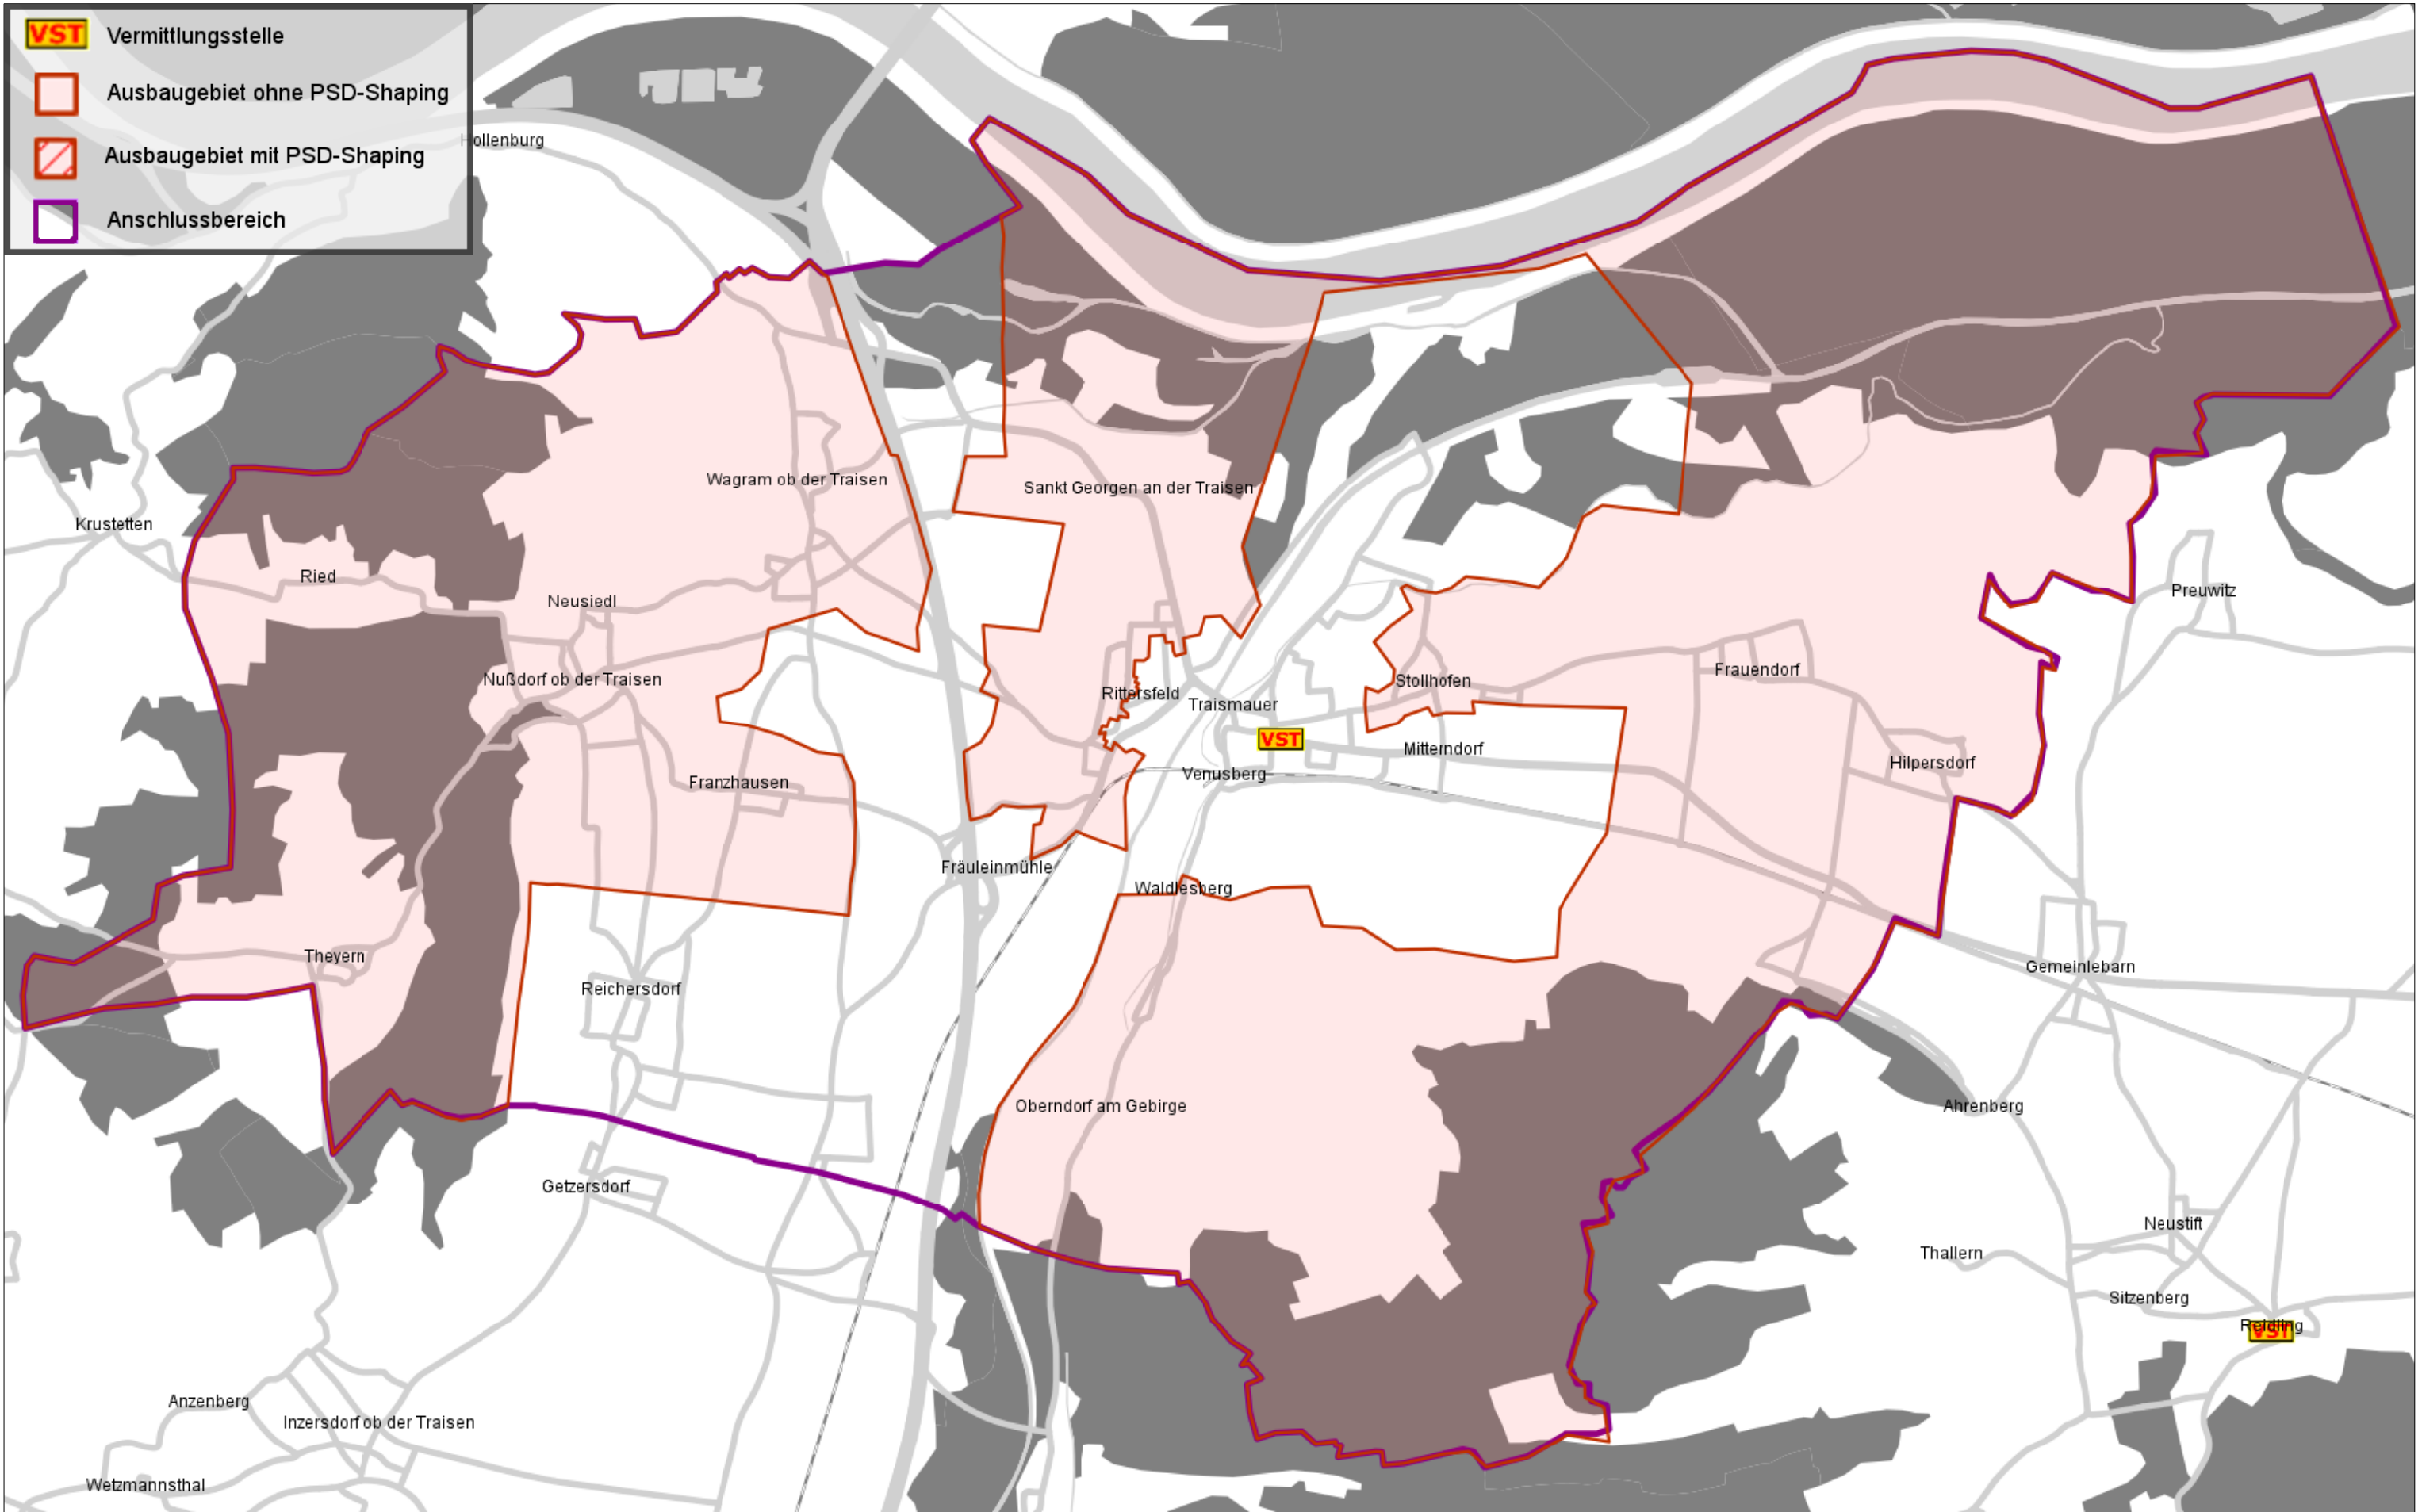 VST Vermittlungsstelle
Ausbaugebiet ohne PSD-Shaping
Ausbaugebiet mit PSD-Shaping
Anschlussbereich
Hollenburg
Wagram ob der Traisen
Sankt Georgen an der Traisen
Krustetten
Ried
Neusiedl
Preuwitz
Nußdorf ob der Traisen
Rittersfeld
Traismauer
Stollhofen
Frauendorf
VST
Mitterndorf
Venusberg
Hilpersdorf
Franzhausen
Fräuleinmühle
Waldlesberg
Theyern
Reichersdorf
Gemeinlebarn
Oberndorf am Gebirge
Ahrenberg
Getzersdorf
Neustift
Thallern
Sitzenberg
Reidling
VST
Anzenberg
Inzersdorf ob der Traisen
Wetzmannsthal